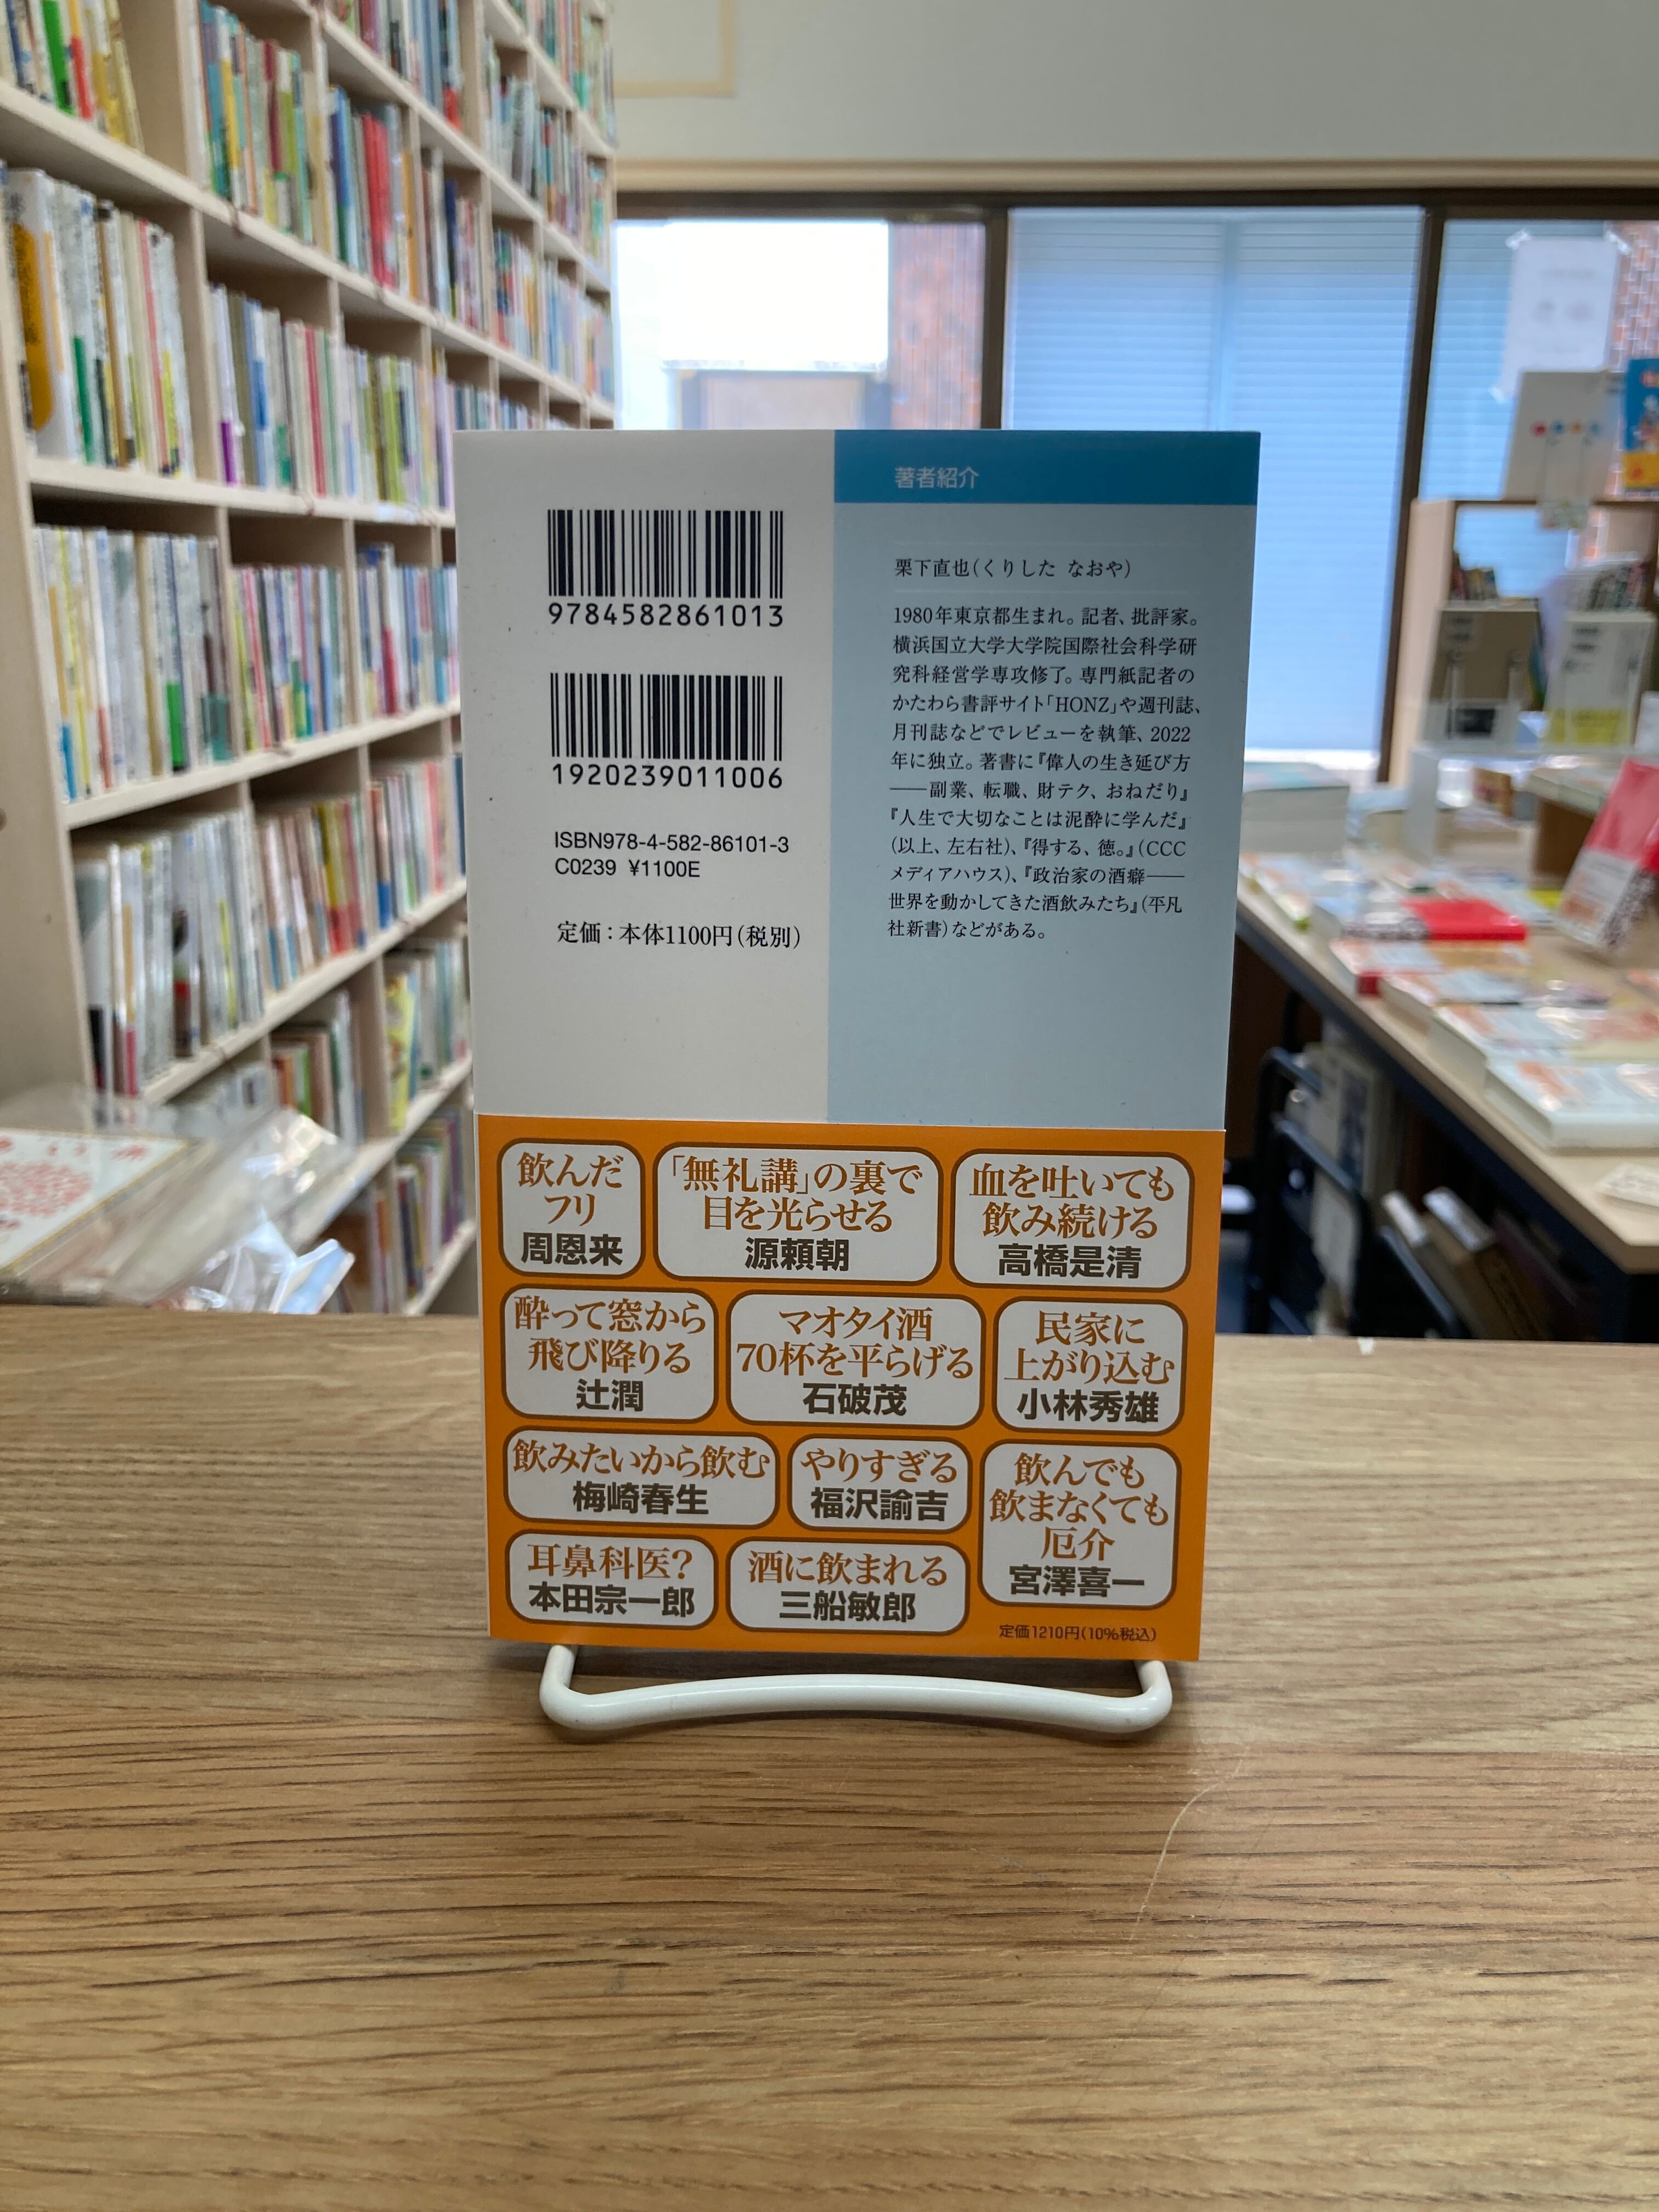 9784582861013
1920239011006
ISBN978-4-582-86101-3
C0239 ¥1100E
定価：本体1100円（税別）
著者紹介
栗下直也（くりした なおや）
1980年東京都生まれ。記者、批評家。
横浜国立大学大学院国際社会科学研
究科経営学専攻修了。専門紙記者の
かたわら書評サイト「HONZ」や週刊誌、
月刊誌などでレビューを執筆、2022
年に独立。著書に『偉人の生き延び方
――副業、転職、財テク、おねだり』
『人生で大切なことは泥酔に学んだ』
（以上、左右社）、『得する、徳。』（CCC
メディアハウス）、『政治家の酒癖――
世界を動かしてきた酒飲みたち』（平凡
社新書）などがある。
飲んだ
フリ
周恩来
「無礼講」の裏で
目を光らせる
源頼朝
血を吐いても
飲み続ける
高橋是清
酔って窓から
飛び降りる
辻潤
マオタイ酒
70杯を平らげる
石破茂
民家に
上がり込む
小林秀雄
飲みたいから飲む
梅崎春生
やりすぎる
福沢諭吉
飲んでも
飲まなくても
厄介
宮澤喜一
耳鼻科医？
本田宗一郎
酒に飲まれる
三船敏郎
定価1210円（10%税込）